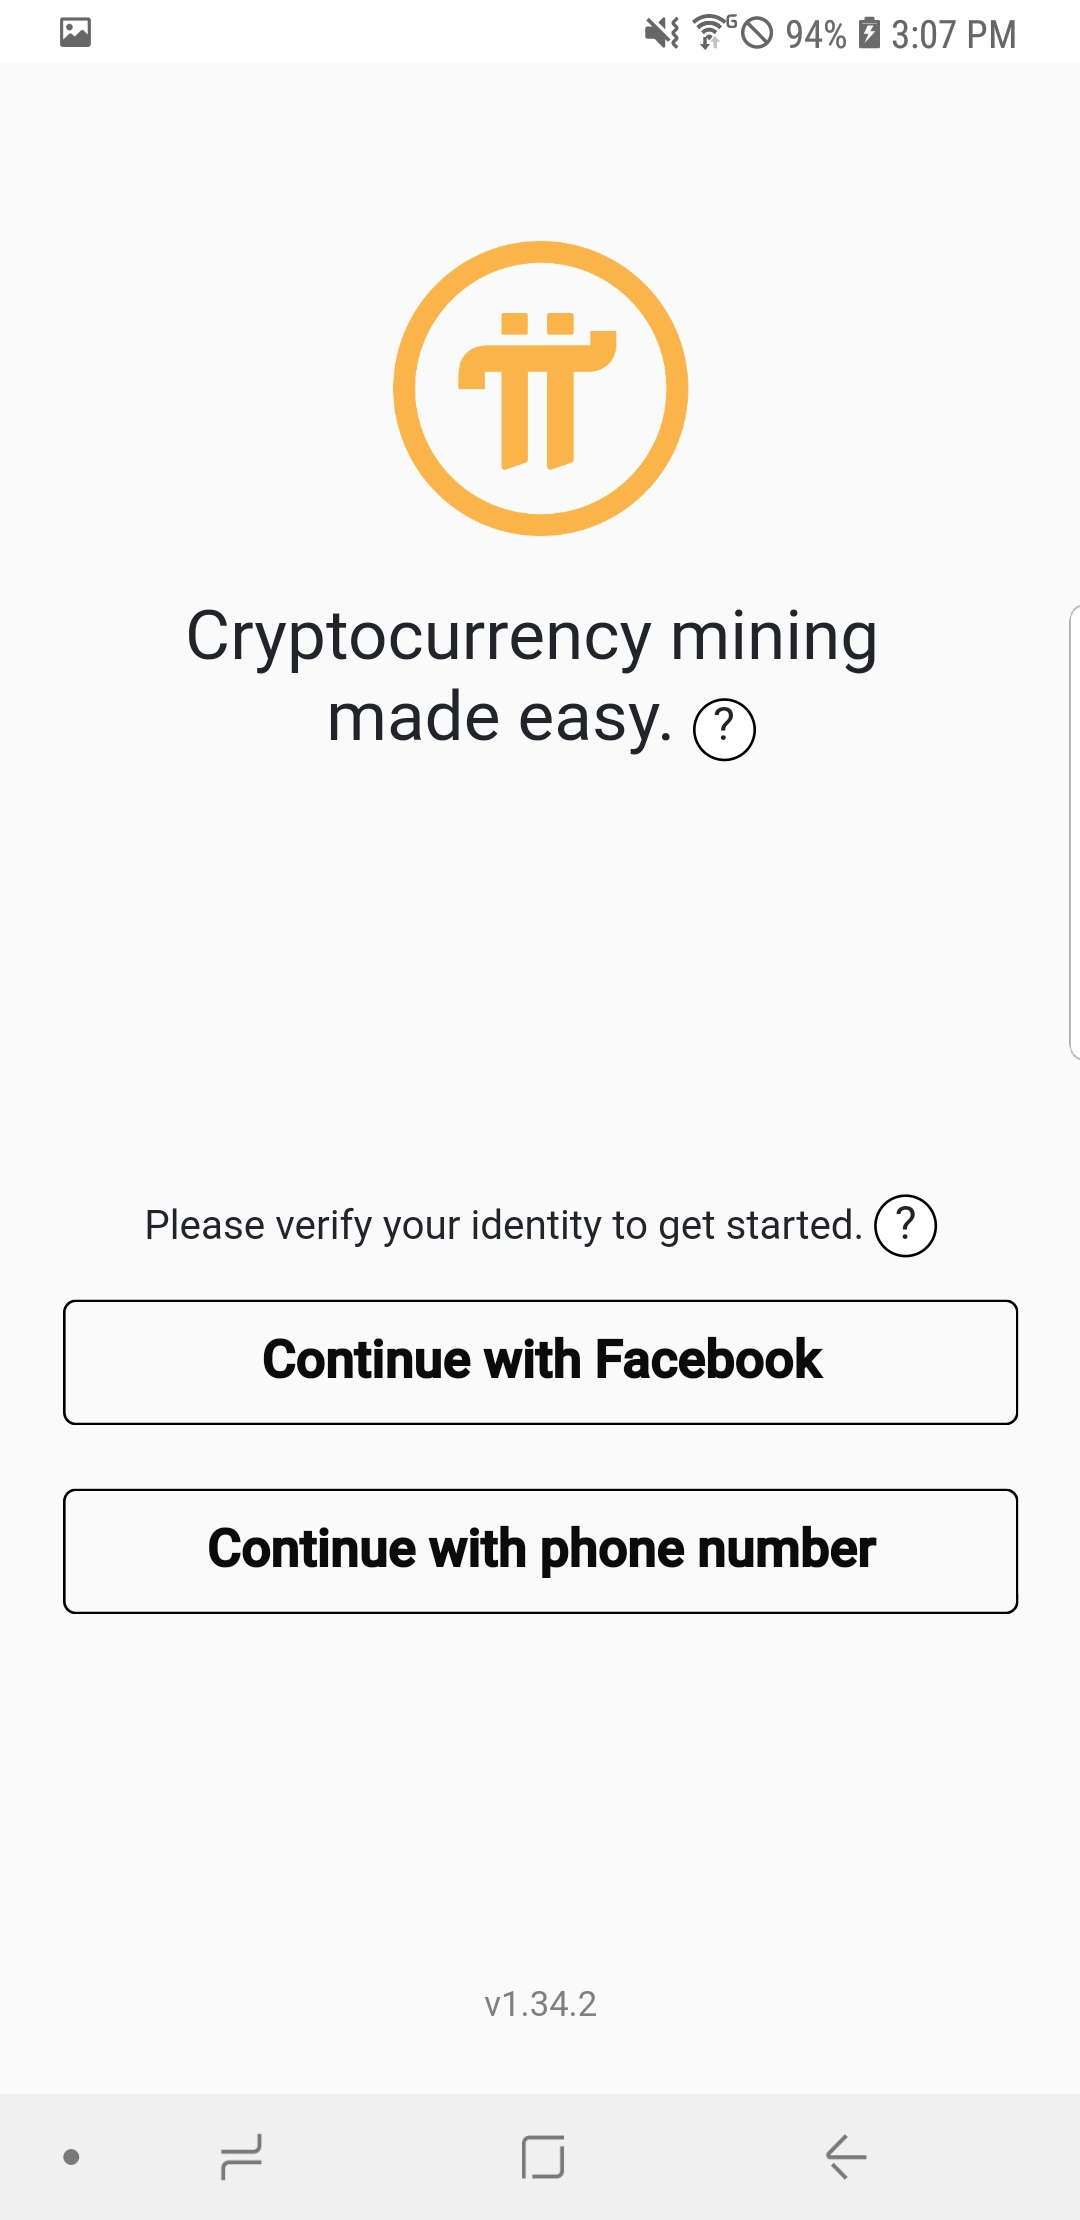 94% 3:07 PM
Cryptocurrency mining
made easy. ?
Please verify your identity to get started. ?
Continue with Facebook
Continue with phone number
v1.34.2